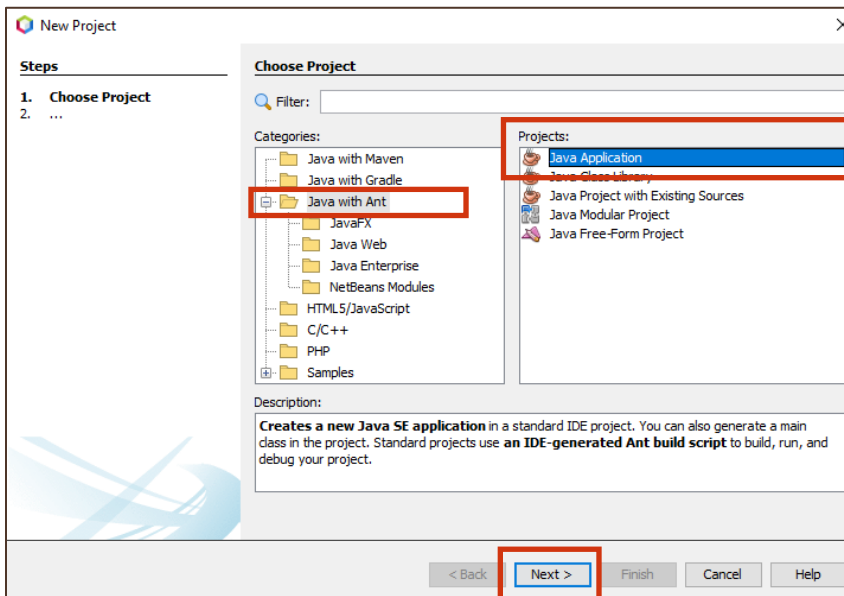 New Project
Steps
1. Choose Project
2. ...
Choose Project
Filter:
Categories:
Java with Maven
Java with Gradle
Java with Ant
JavaFX
Java Web
Java Enterprise
NetBeans Modules
HTML5/JavaScript
C/C++
PHP
Samples
Projects:
Java Application
Java Class Library
Java Project with Existing Sources
Java Modular Project
Java Free-Form Project
Description:
Creates a new Java SE application in a standard IDE project. You can also generate a main
class in the project. Standard projects use an IDE-generated Ant build script to build, run, and
debug your project.
< Back
Next >
Finish
Cancel
Help